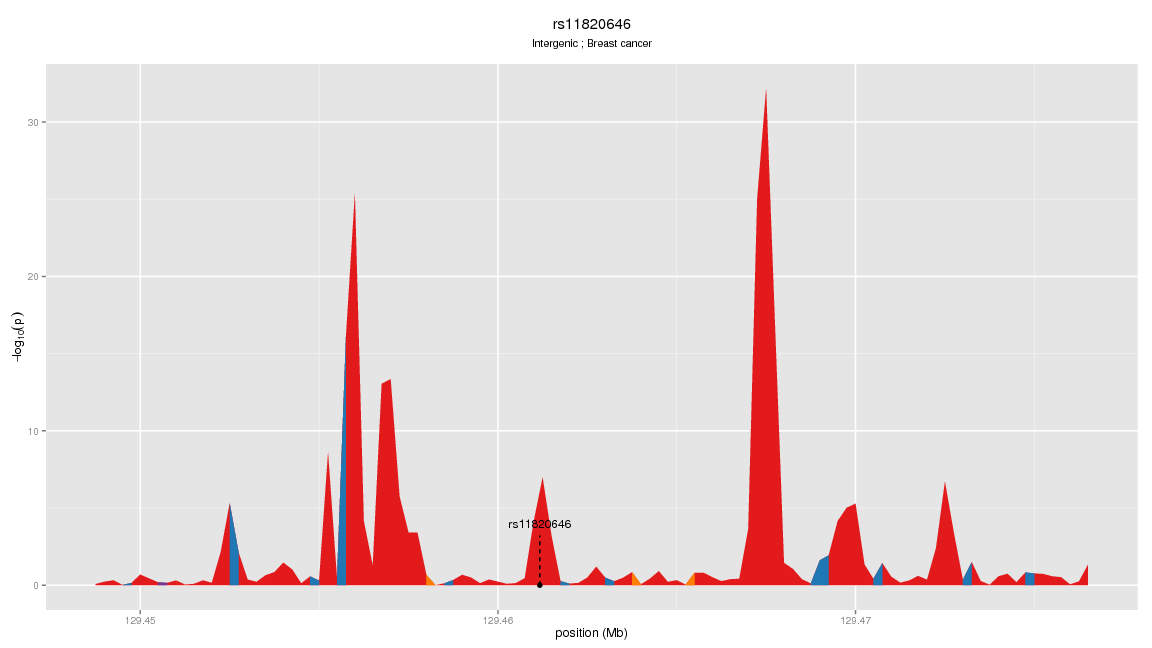 rs11820646
Intergenic ; Breast cancer
30
20
10
0
−log10(p)
rs11820646
129.45
129.46
129.47
position (Mb)